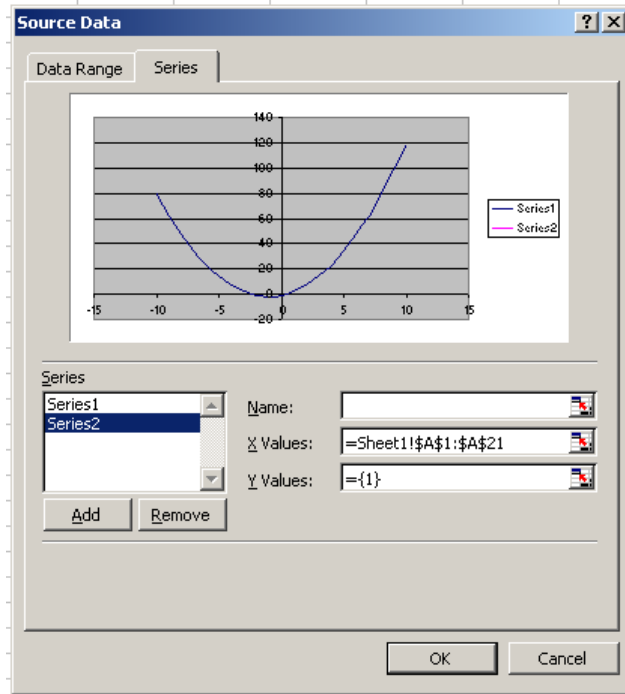 Source Data
Data Range Series
140
120
100
80
60
40
20
0
-20
-15 -10 -5 0 5 10 15
Series1
Series2
Series
Series1
Series2
Add Remove
Name:
X Values: =Sheet1!$A$1:$A$21
Y Values: ={1}
OK Cancel